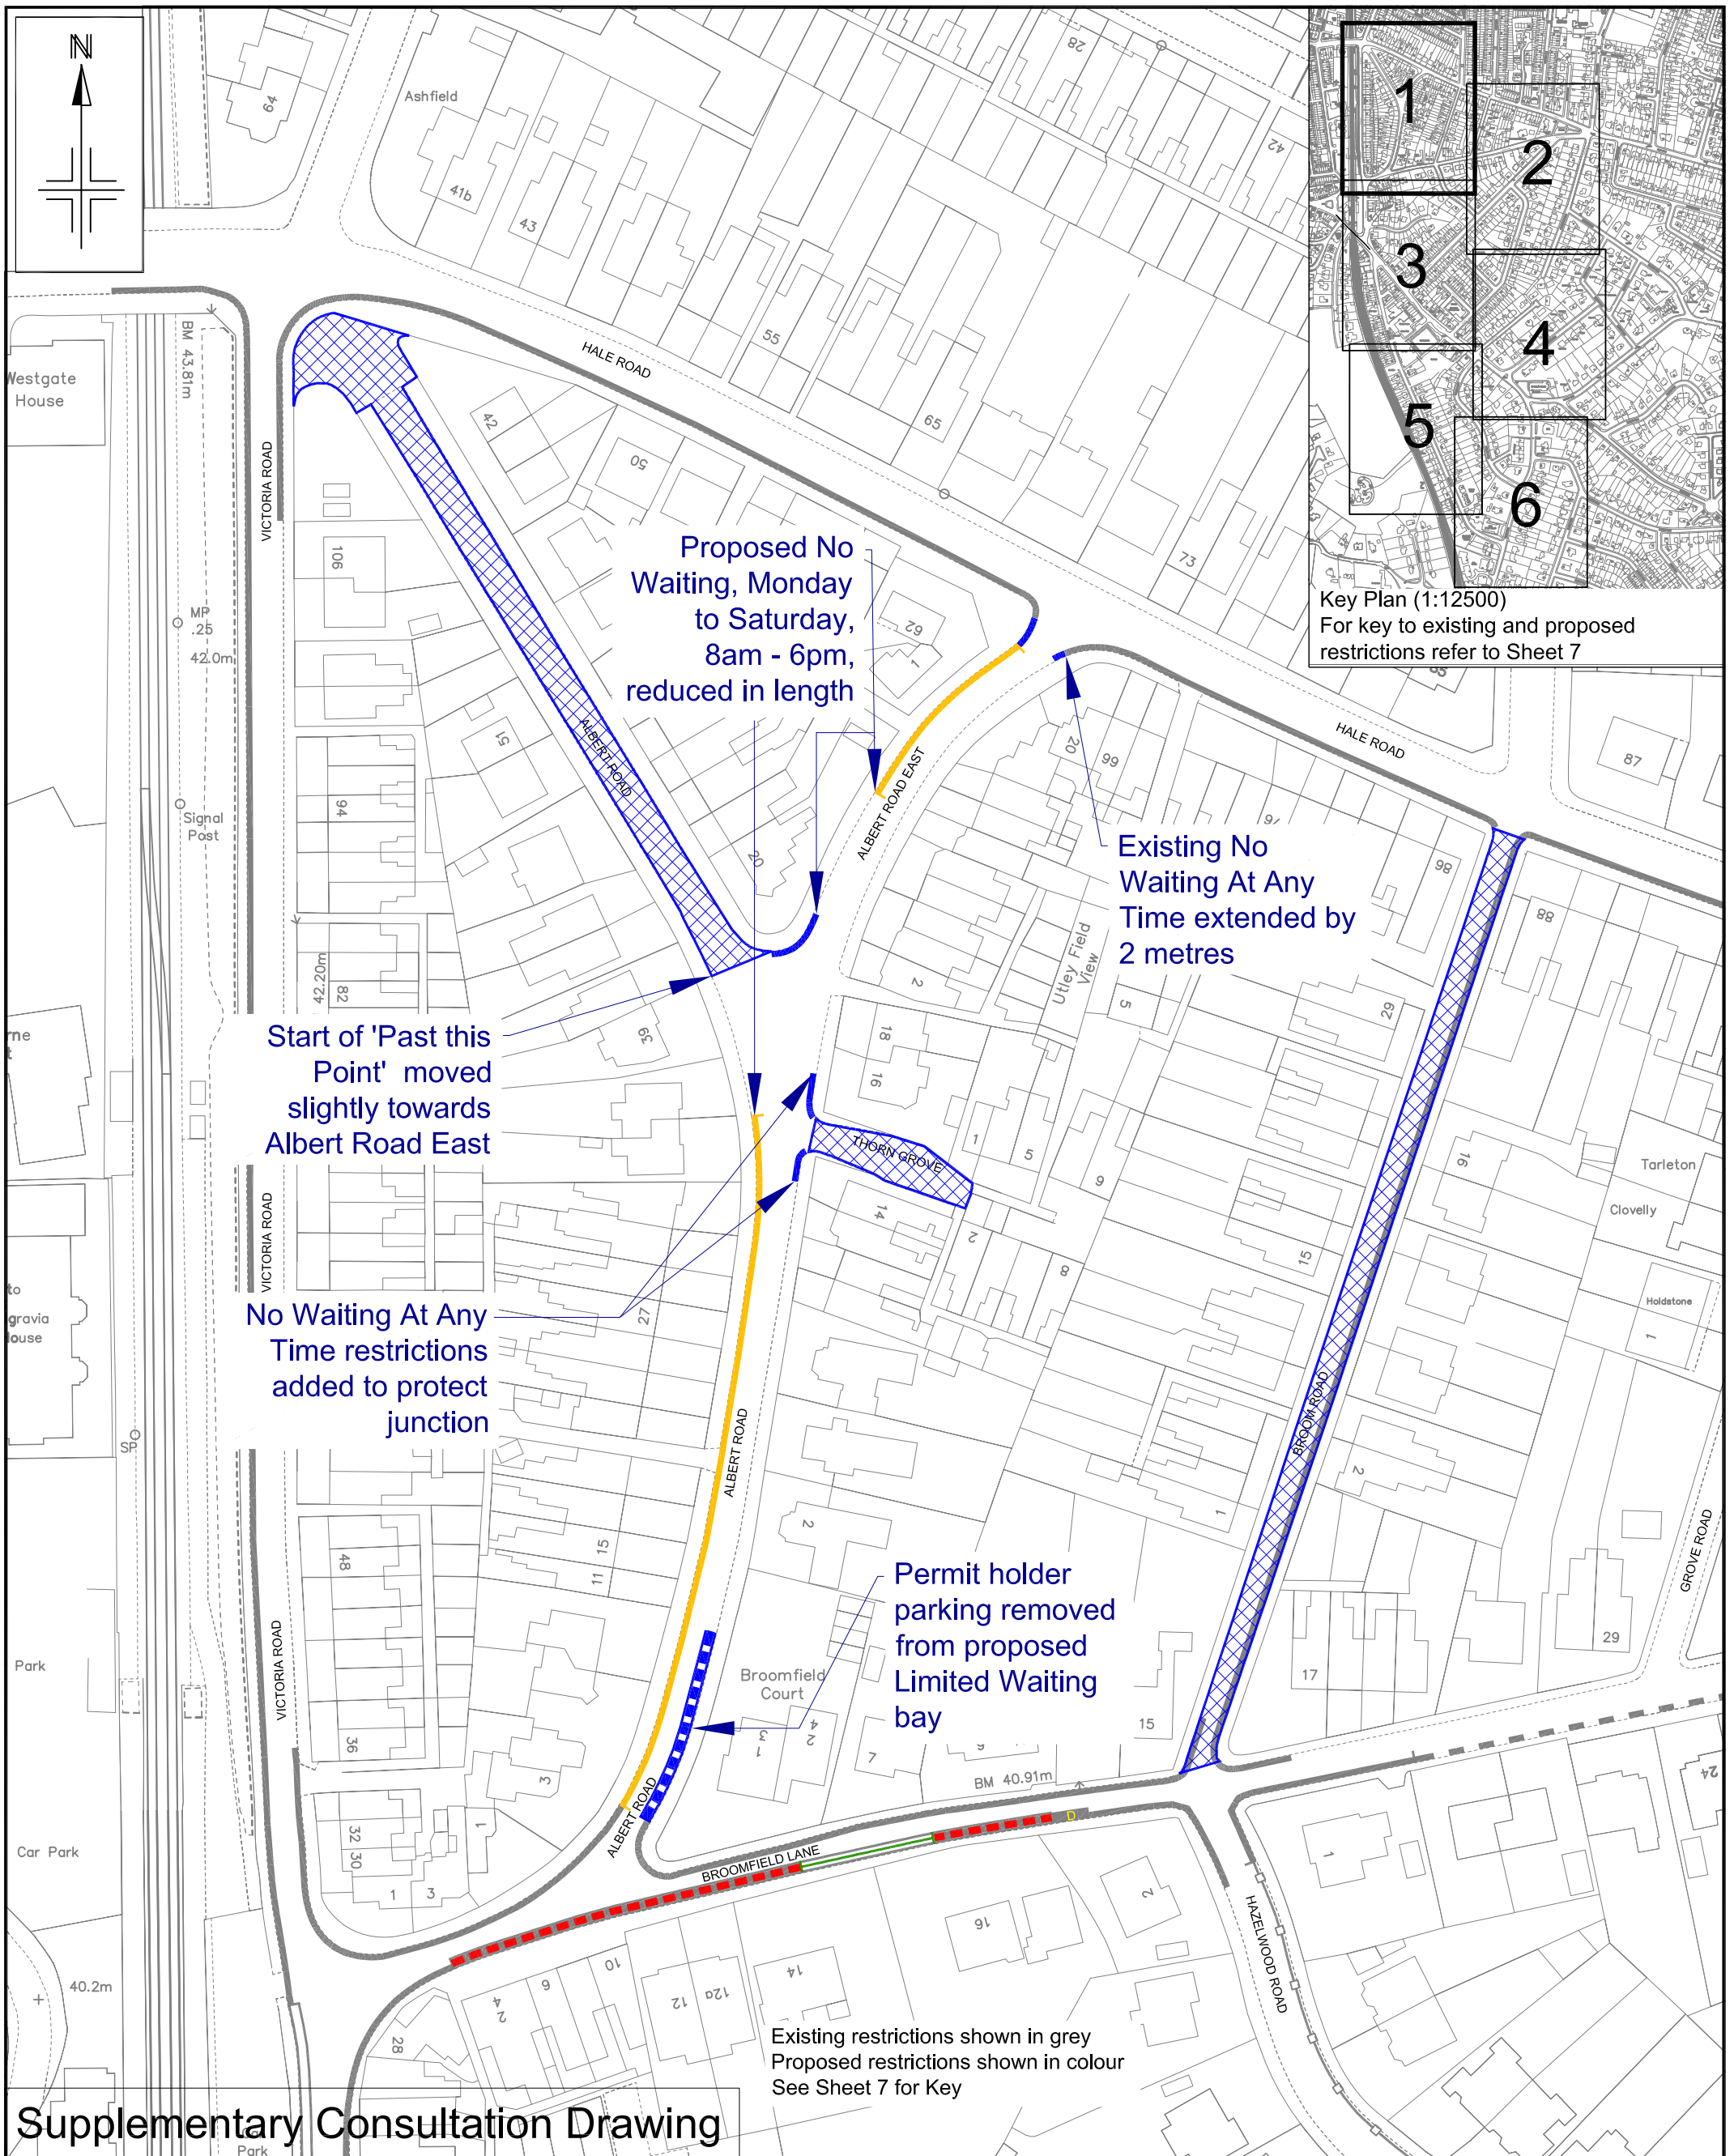 N
64
Ashfield
28
42
41b
43
55
65
73
HALE ROAD
1
2
3
4
5
6
Key Plan (1:12500)
For key to existing and proposed
restrictions refer to Sheet 7
Westgate
House
BM 43.81m
VICTORIA ROAD
42
50
106
MP
.25
42.0m
Proposed No
Waiting, Monday
to Saturday,
8am - 6pm,
reduced in length
62
1
51
ALBERT ROAD
94
Signal
Post
20
ALBERT ROAD EAST
20
66
HALE ROAD
87
Existing No
Waiting At Any
Time extended by
2 metres
98
88
42.20m
82
39
2
Utley Field
View
5
29
Start of 'Past this
Point' moved
slightly towards
Albert Road East
18
16
THORN GROVE
1
5
9
14
2
8
16
Tarleton
Clovelly
15
Holdstone
1
VICTORIA ROAD
No Waiting At Any
Time restrictions
added to protect
junction
27
SP
ALBERT ROAD
BROOM ROAD
2
1
48
15
11
2
GROVE ROAD
Permit holder
parking removed
from proposed
Limited Waiting
bay
29
17
15
Park
VICTORIA ROAD
36
3
Broomfield
Court
1
3
2
4
7
9
BM 40.91m
24
ALBERT ROAD
BROOMFIELD LANE
D
Car Park
32
30
1
1
3
1
2
16
HAZELWOOD ROAD
40.2m
2
4
6
10
12
12a
14
28
Existing restrictions shown in grey
Proposed restrictions shown in colour
See Sheet 7 for Key
Supplementary Consultation Drawing
Park